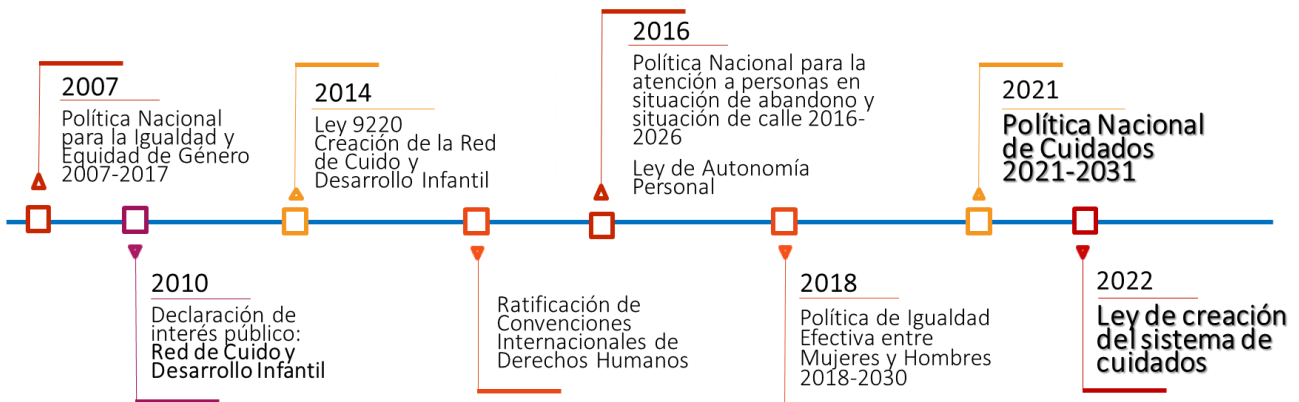 2007
Política Nacional
para la Igualdad y
Equidad de Género
2007-2017
2010
Declaración de
interés público:
Red de Cuido y
Desarrollo Infantil
2014
Ley 9220
Creación de la Red
de Cuido y
Desarrollo Infantil
Ratificación de
Convenciones
Internacionales de
Derechos Humanos
2016
Política Nacional para la
atención a personas en
situación de abandono y
situación de calle 2016-
2026
Ley de Autonomía
Personal
2018
Política de Igualdad
Efectiva entre
Mujeres y Hombres
2018-2030
2021
Política Nacional
de Cuidados
2021-2031
2022
Ley de creación
del sistema de
cuidados